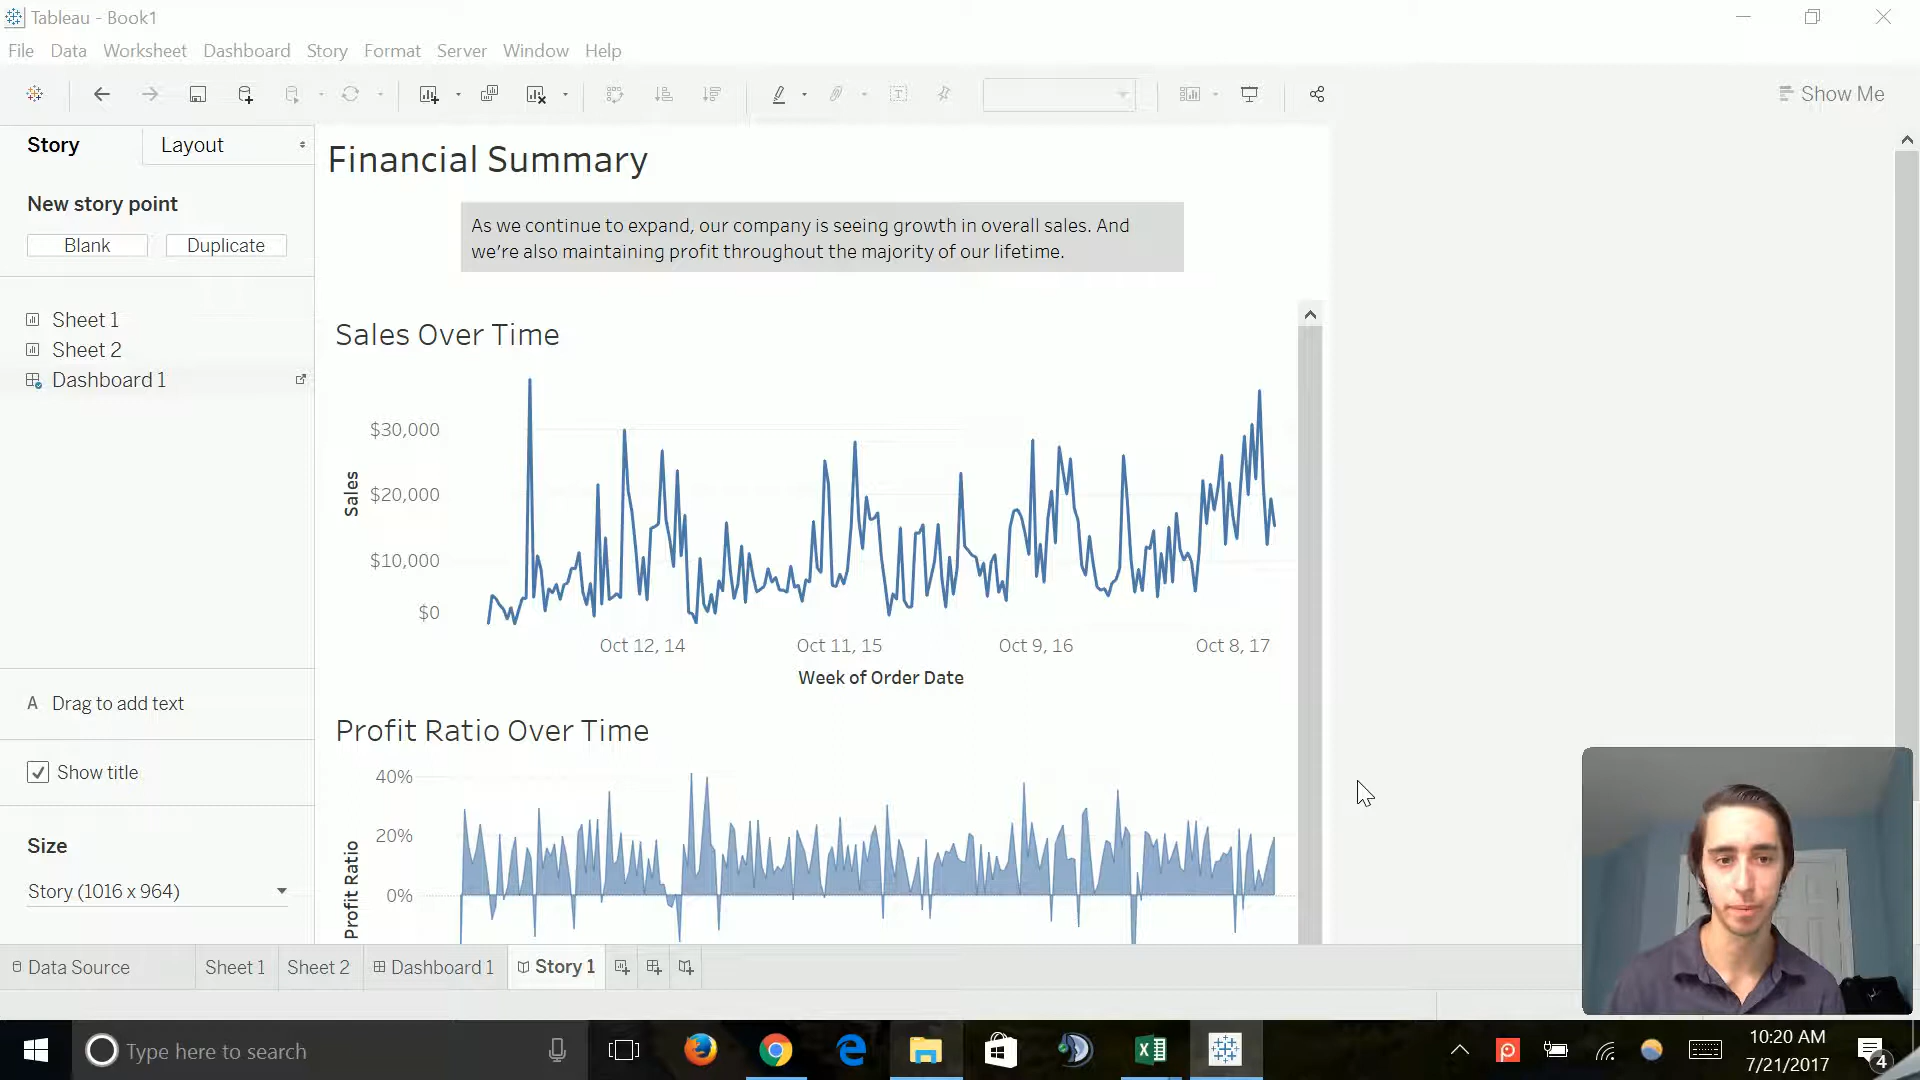 Tableau - Book1
File Data Worksheet Dashboard Story Format Server Window Help
Show Me
Story
Layout
New story point
Blank
Duplicate
Sheet 1
Sheet 2
Dashboard 1
A Drag to add text
Show title
Size
Story (1016 x 964)
Financial Summary
As we continue to expand, our company is seeing growth in overall sales. And
we're also maintaining profit throughout the majority of our lifetime.
Sales Over Time
$30,000
$20,000
$10,000
$0
Sales
Oct 12, 14
Oct 11, 15
Oct 9, 16
Oct 8, 17
Week of Order Date
Profit Ratio Over Time
40%
20%
0%
Profit Ratio
Data Source
Sheet 1
Sheet 2
Dashboard 1
Story 1
Type here to search
10:20 AM
7/21/2017
4